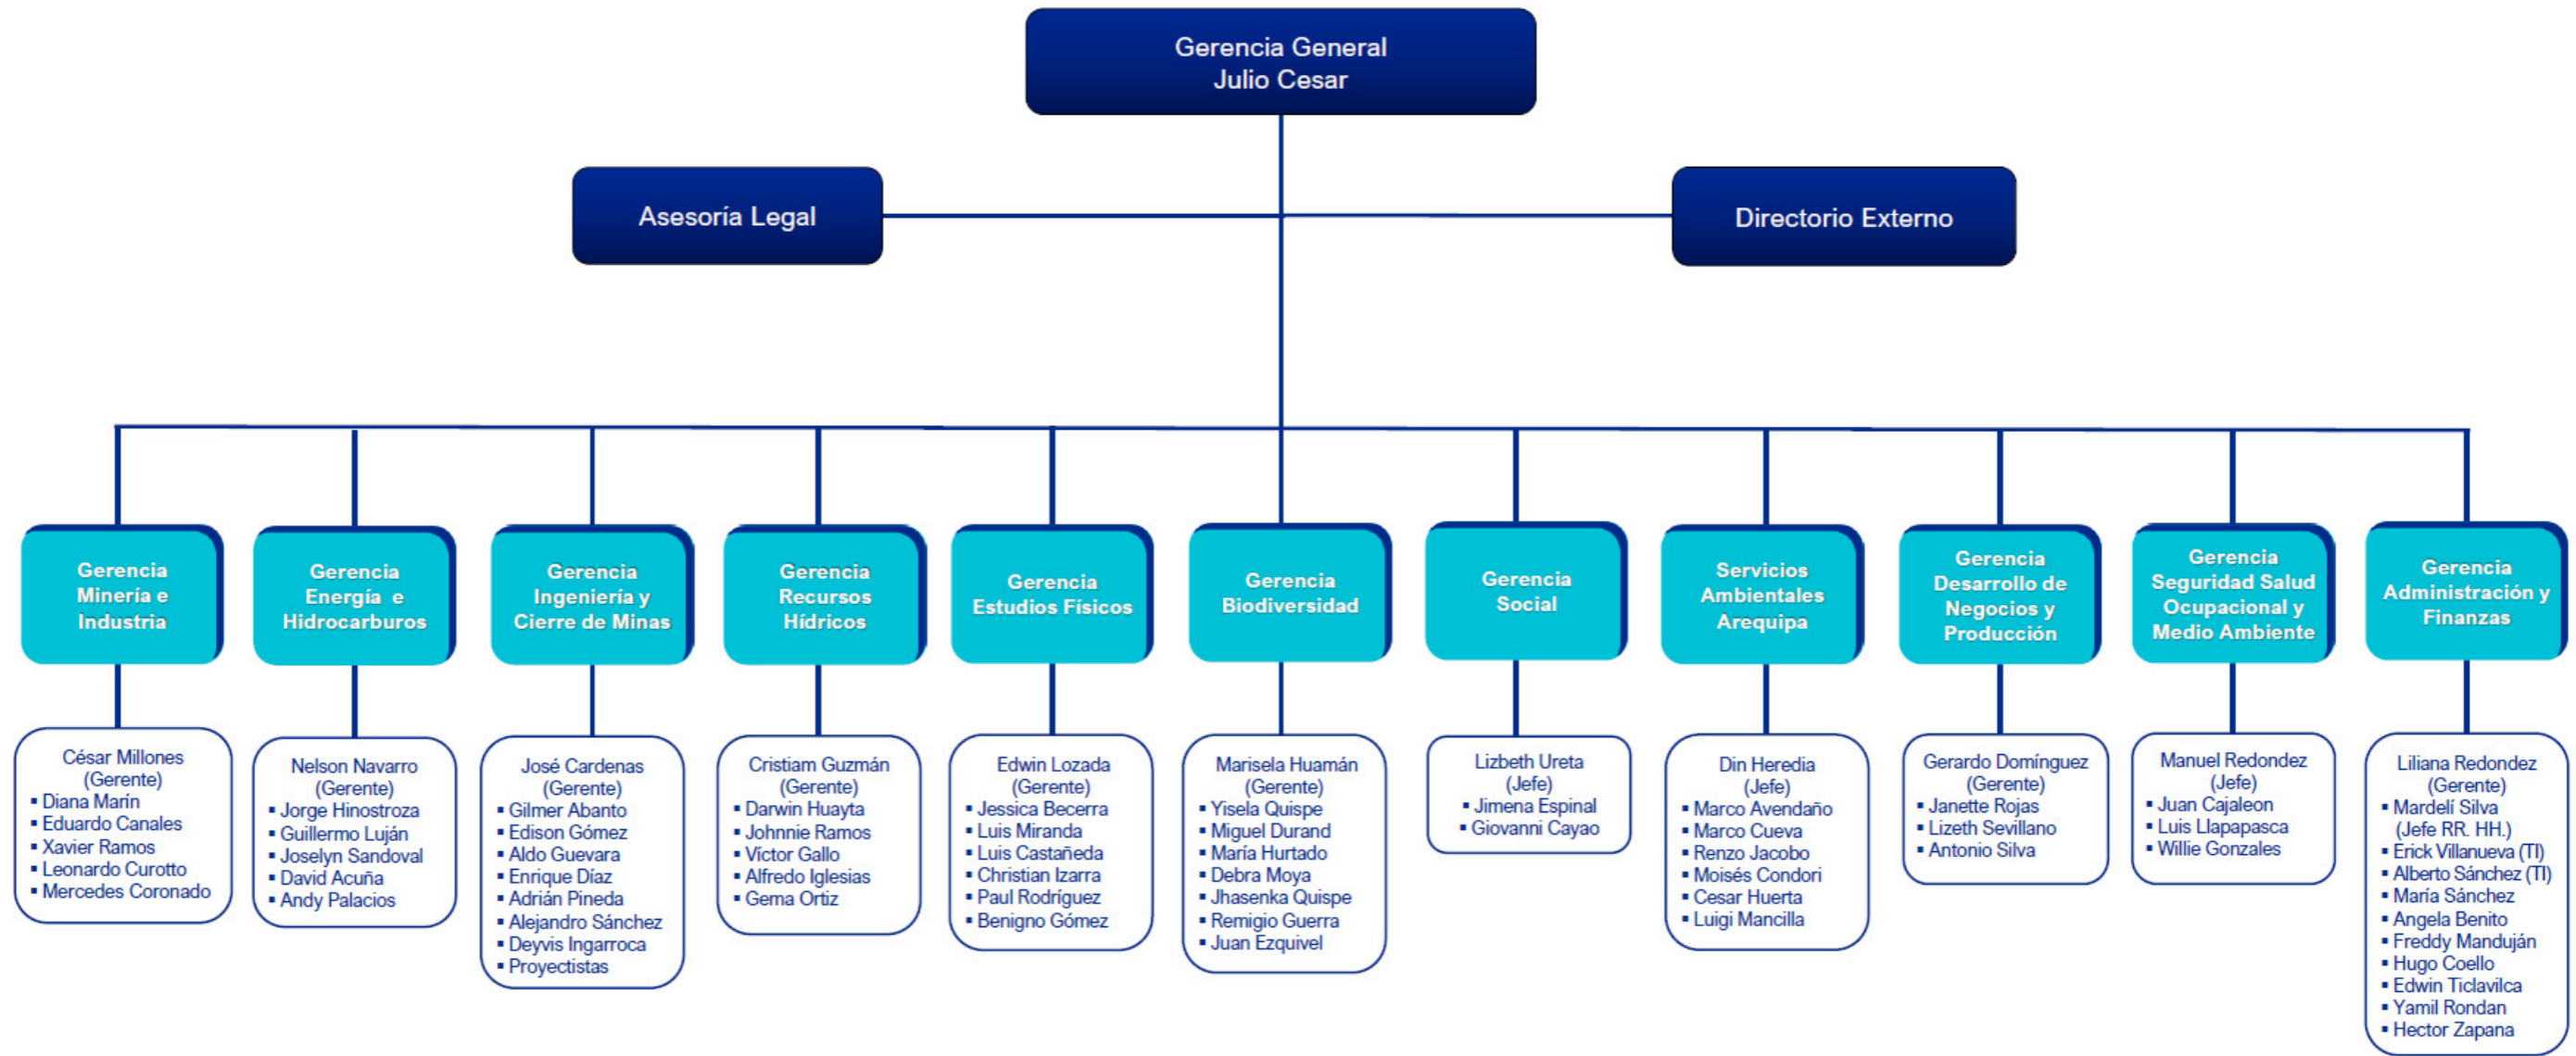 Gerencia General
Julio Cesar
Asesoría Legal
Directorio Externo
Gerencia
Minería e
Industria
Gerencia
Energía e
Hidrocarburos
Gerencia
Ingeniería y
Cierre de Minas
Gerencia
Recursos
Hídricos
Gerencia
Estudios Físicos
Gerencia
Biodiversidad
Gerencia
Social
Servicios
Ambientales
Arequipa
Gerencia
Desarrollo de
Negocios y
Producción
Gerencia
Seguridad Salud
Ocupacional y
Medio Ambiente
Gerencia
Administración y
Finanzas
César Millones
(Gerente)
▪ Diana Marín
▪ Eduardo Canales
▪ Xavier Ramos
▪ Leonardo Curotto
▪ Mercedes Coronado
Nelson Navarro
(Gerente)
▪ Jorge Hinostroza
▪ Guillermo Luján
▪ Joselyn Sandoval
▪ David Acuña
▪ Andy Palacios
José Cardenas
(Gerente)
▪ Gilmer Abanto
▪ Edison Gómez
▪ Aldo Guevara
▪ Enrique Díaz
▪ Adrián Pineda
▪ Alejandro Sánchez
▪ Deyvis Ingarroca
▪ Proyectistas
Cristiam Guzmán
(Gerente)
▪ Darwin Huayta
▪ Johnnie Ramos
▪ Víctor Gallo
▪ Alfredo Iglesias
▪ Gema Ortiz
Edwin Lozada
(Gerente)
▪ Jessica Becerra
▪ Luis Miranda
▪ Luis Castañeda
▪ Christian Izarra
▪ Paul Rodríguez
▪ Benigno Gómez
Marisela Huamán
(Gerente)
▪ Yisela Quispe
▪ Miguel Durand
▪ María Hurtado
▪ Debra Moya
▪ Jhasenka Quispe
▪ Remigio Guerra
▪ Juan Ezquivel
Lizbeth Ureta
(Jefe)
▪ Jimena Espinal
▪ Giovanni Cayao
Din Heredia
(Jefe)
▪ Marco Avendaño
▪ Marco Cueva
▪ Renzo Jacobo
▪ Moisés Condori
▪ Cesar Huerta
▪ Luigi Mancilla
Gerardo Domínguez
(Gerente)
▪ Janette Rojas
▪ Lizeth Sevillano
▪ Antonio Silva
Manuel Redondez
(Jefe)
▪ Juan Cajaleon
▪ Luis Llapapasca
▪ Willie Gonzales
Liliana Redondez
(Gerente)
▪ Mardelí Silva
(Jefe RR. HH.)
▪ Erick Villanueva (TI)
▪ Alberto Sánchez (TI)
▪ María Sánchez
▪ Angela Benito
▪ Freddy Mandujá​n
▪ Hugo Coello
▪ Edwin Ticlavilca
▪ Yamil Rondan
▪ Hector Zapana